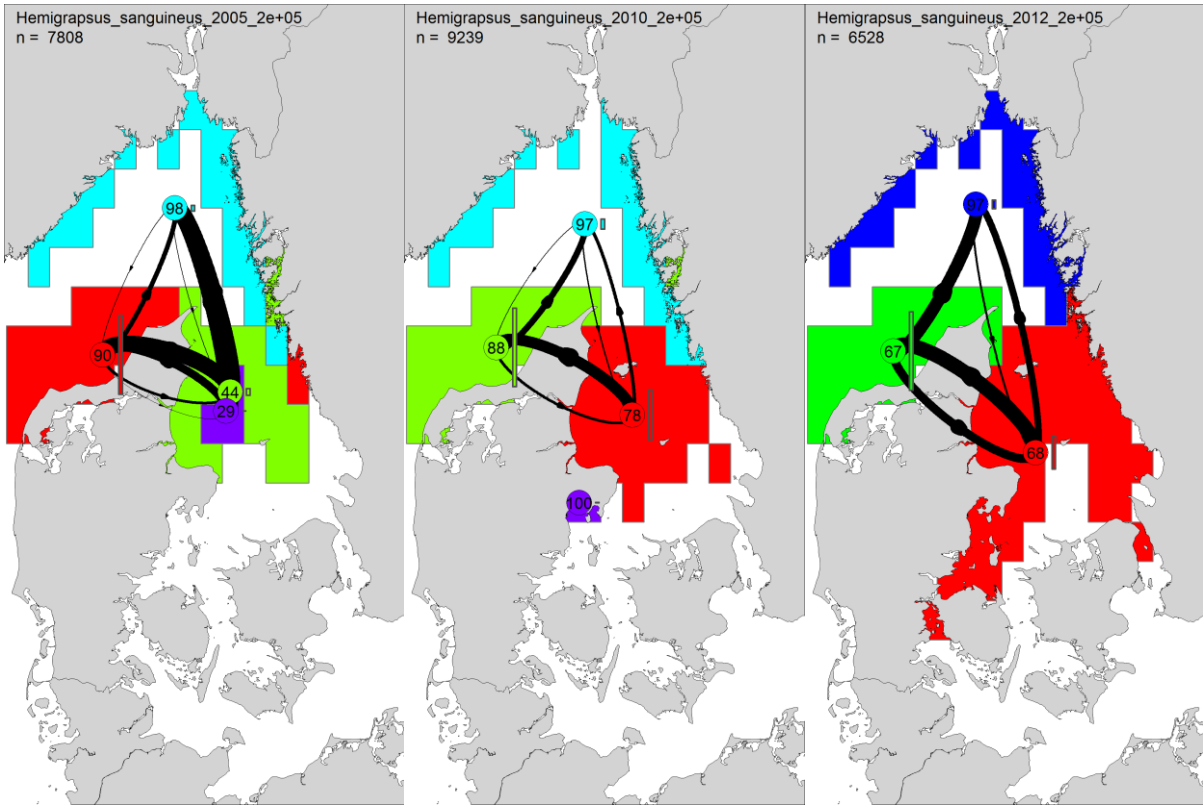 Hemigrapsus_sanguineus_2005_2e+05
n = 7808
98
90
44
29
Hemigrapsus_sanguineus_2010_2e+05
n = 9239
97
88
78
100
Hemigrapsus_sanguineus_2012_2e+05
n = 6528
97
67
68